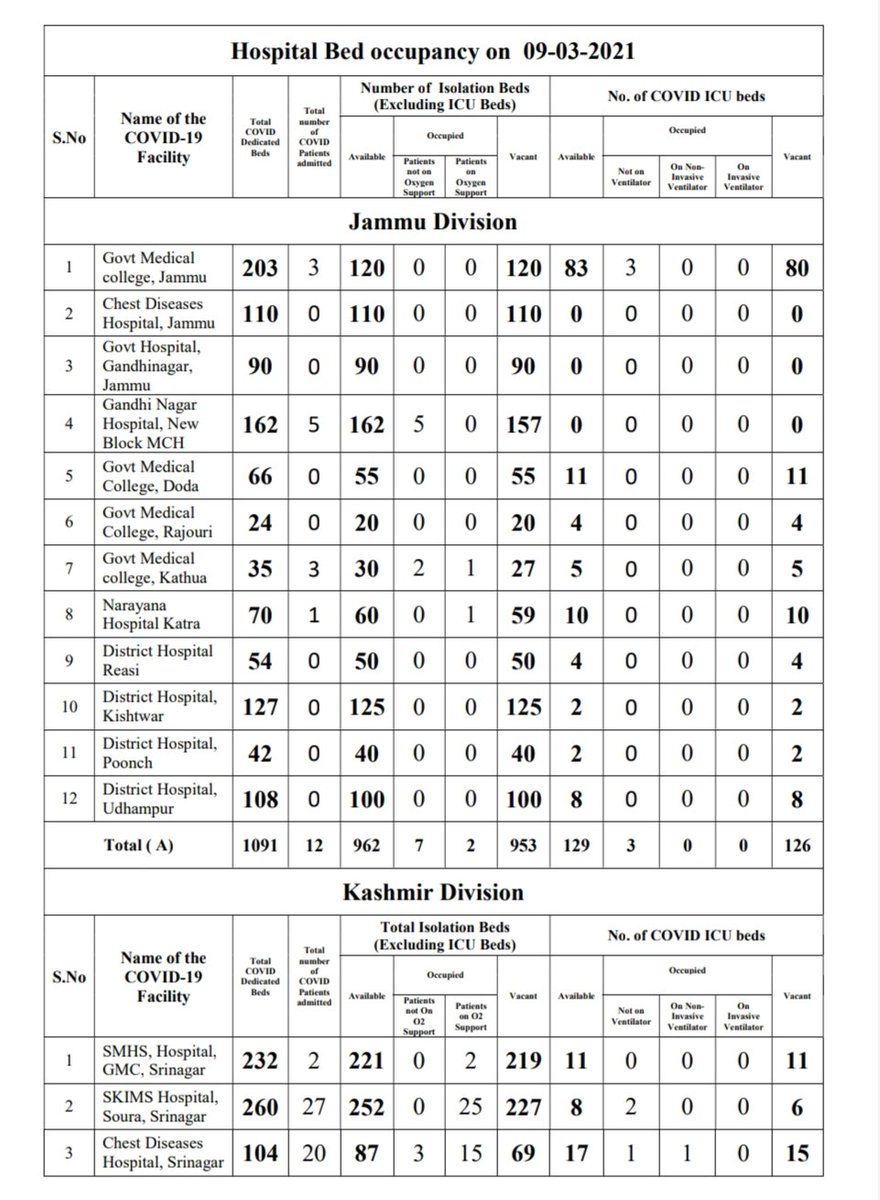 Hospital Bed occupancy on 09-03-2021
S.No
Name of the
COVID-19
Facility
Total
COVID
Dedicated
Beds
Total
number
of
COVID
Patients
admitted
Number of Isolation Beds
(Excluding ICU Beds)
No. of COVID ICU beds
Available
Occupied
Vacant
Available
Occupied
Vacant
Patients
not on
Oxygen
Support
Patients
on
Oxygen
Support
Not on
Ventilator
On Non-
Invasive
Ventilator
On
Invasive
Ventilator
Jammu Division
1 Govt Medical
college, Jammu 203 3 120 0 0 120 83 3 0 0 80
2 Chest Diseases
Hospital, Jammu 110 0 110 0 0 110 0 0 0 0 0
3 Govt Hospital,
Gandhinagar,
Jammu 90 0 90 0 0 90 0 0 0 0 0
4 Gandhi Nagar
Hospital, New
Block MCH 162 5 162 5 0 157 0 0 0 0 0
5 Govt Medical
College, Doda 66 0 55 0 0 55 11 0 0 0 11
6 Govt Medical
College, Rajouri 24 0 20 0 0 20 4 0 0 0 4
7 Govt Medical
college, Kathua 35 3 30 2 1 27 5 0 0 0 5
8 Narayana
Hospital Katra 70 1 60 0 1 59 10 0 0 0 10
9 District Hospital
Reasi 54 0 50 0 0 50 4 0 0 0 4
10 District Hospital,
Kishtwar 127 0 125 0 0 125 2 0 0 0 2
11 District Hospital,
Poonch 42 0 40 0 0 40 2 0 0 0 2
12 District Hospital,
Udhampur 108 0 100 0 0 100 8 0 0 0 8
Total ( A) 1091 12 962 7 2 953 129 3 0 0 126
Kashmir Division
S.No
Name of the
COVID-19
Facility
Total
COVID
Dedicated
Beds
Total
number
of
COVID
Patients
admitted
Total Isolation Beds
(Excluding ICU Beds)
No. of COVID ICU beds
Available
Occupied
Vacant
Available
Occupied
Vacant
Patients
not On
O2
Support
Patients
on O2
Support
Not on
Ventilator
On Non-
Invasive
Ventilator
On
Invasive
Ventilator
1 SMHS, Hospital,
GMC, Srinagar 232 2 221 0 2 219 11 0 0 0 11
2 SKIMS Hospital,
Soura, Srinagar 260 27 252 0 25 227 8 2 0 0 6
3 Chest Diseases
Hospital, Srinagar 104 20 87 3 15 69 17 1 1 0 15